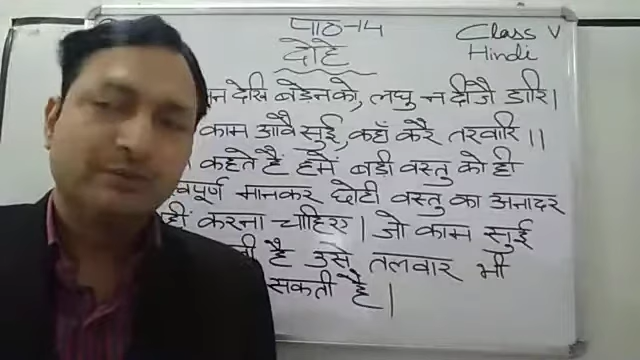 पाठ-14
Class V
दोहे
Hindi
देखि बड़ेन को, लघु न दीजै डारि।
काम आवै सुई, कहाँ करै तरवारि।।
कहते हैं हमें बड़ी वस्तु को ही
मानकर छोटी वस्तु का अनादर
करना चाहिए। जो काम सुई
है उसे तलवार भी
सकती है।